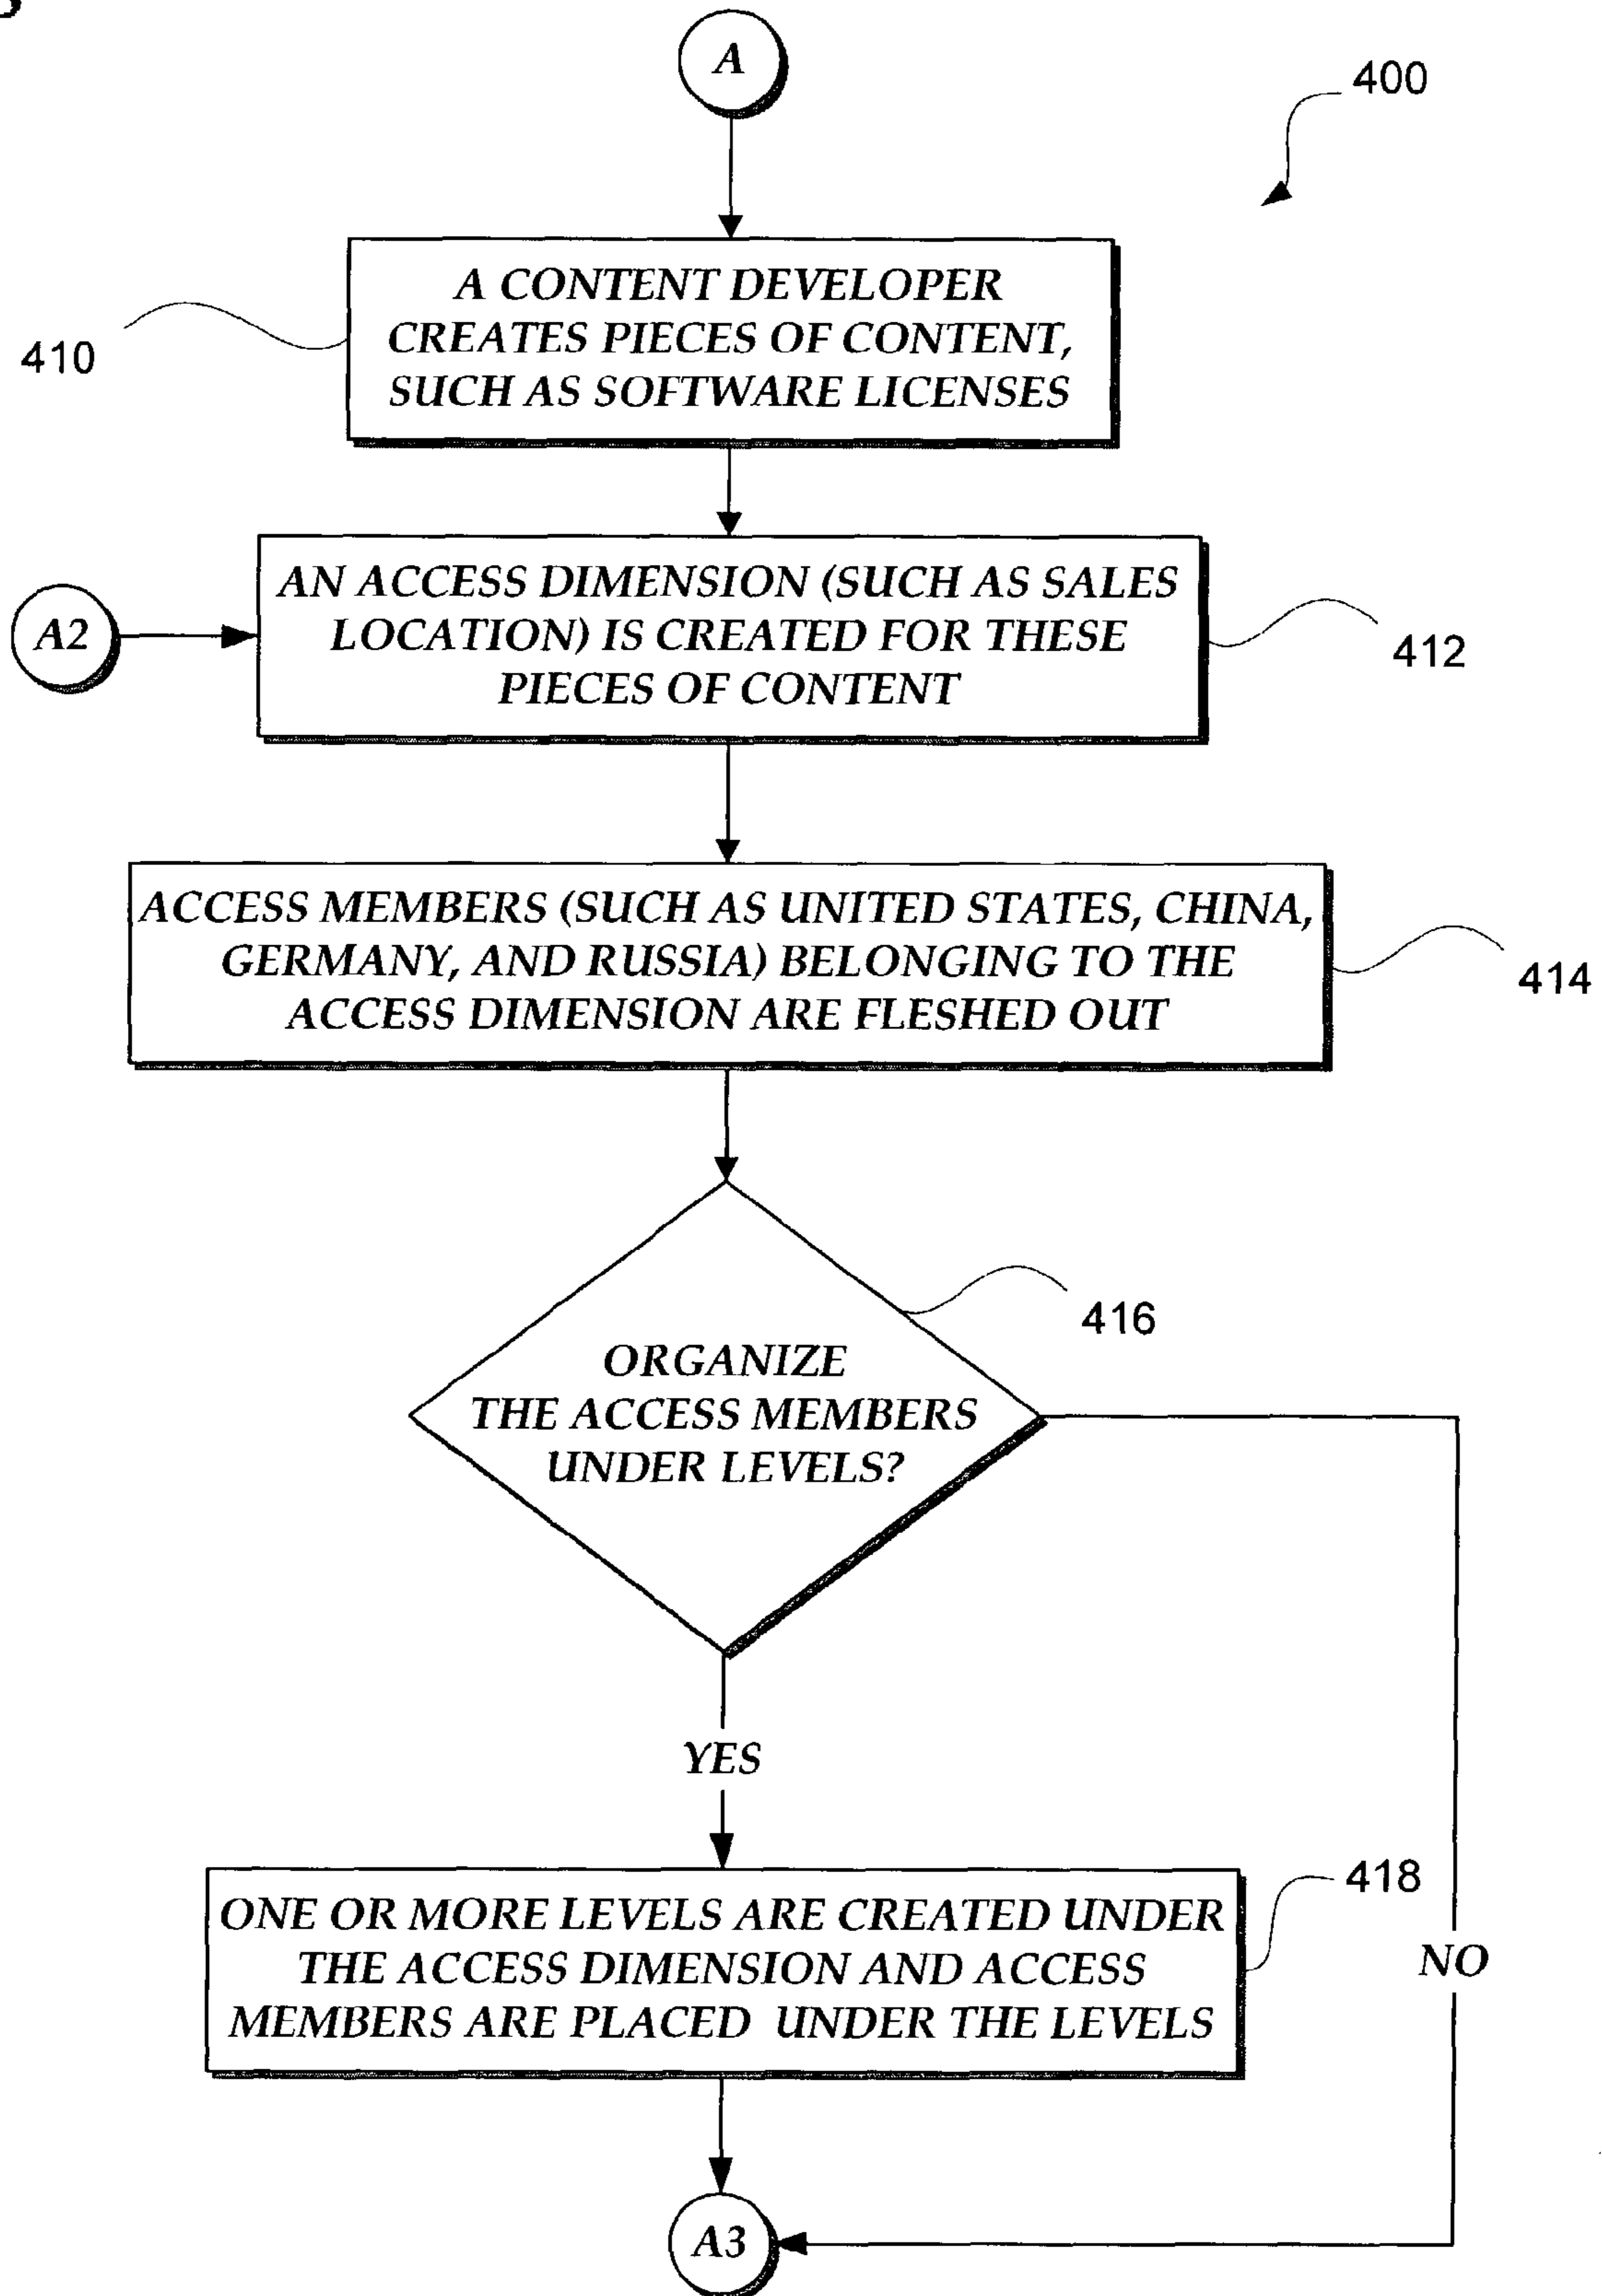 A
400
A CONTENT DEVELOPER
CREATES PIECES OF CONTENT,
SUCH AS SOFTWARE LICENSES
410
AN ACCESS DIMENSION (SUCH AS SALES
LOCATION) IS CREATED FOR THESE
PIECES OF CONTENT
A2
412
ACCESS MEMBERS (SUCH AS UNITED STATES, CHINA,
GERMANY, AND RUSSIA) BELONGING TO THE
ACCESS DIMENSION ARE FLESHED OUT
414
416
ORGANIZE
THE ACCESS MEMBERS
UNDER LEVELS?
YES
418
ONE OR MORE LEVELS ARE CREATED UNDER
THE ACCESS DIMENSION AND ACCESS
MEMBERS ARE PLACED UNDER THE LEVELS
NO
A3